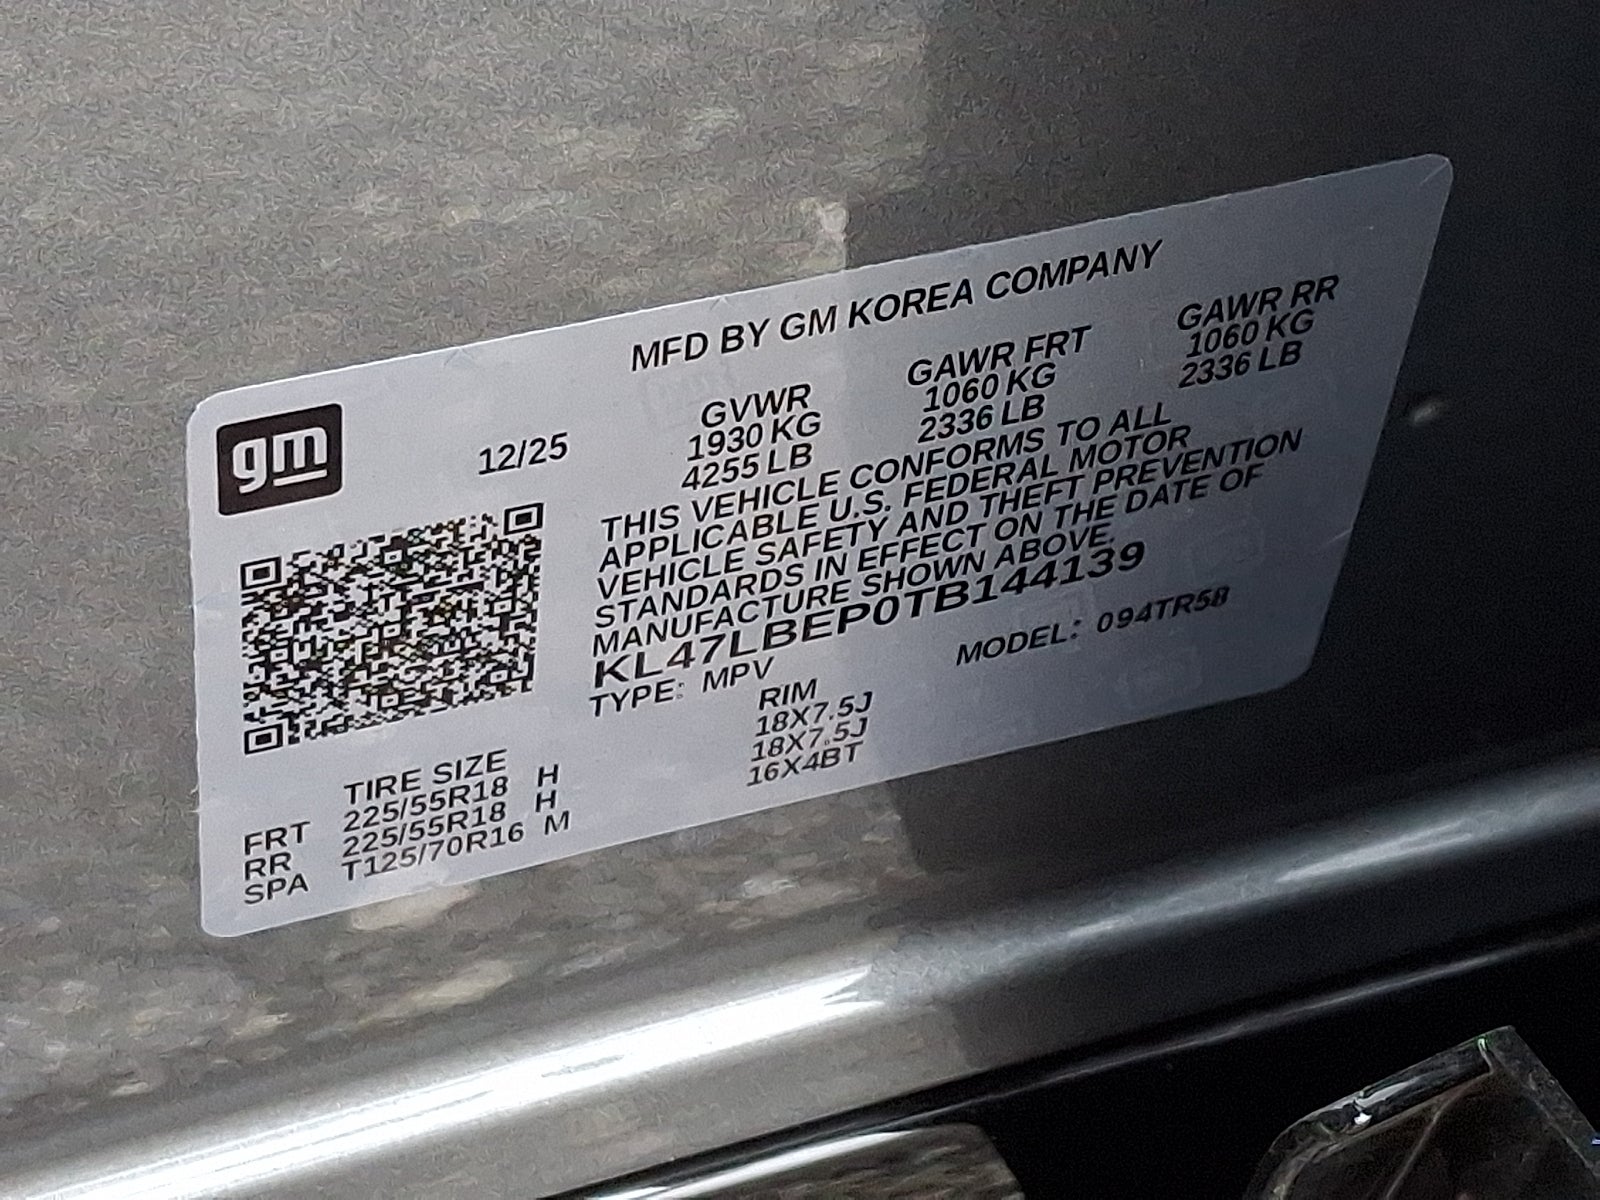 MFD BY GM KOREA COMPANY
gm
12/25
GVWR GAWR FRT GAWR RR
1930 KG 1060 KG 1060 KG
4255 LB 2336 LB 2336 LB
THIS VEHICLE CONFORMS TO ALL
APPLICABLE U.S. FEDERAL MOTOR
VEHICLE SAFETY AND THEFT PREVENTION
STANDARDS IN EFFECT ON THE DATE OF
MANUFACTURE SHOWN ABOVE.
KL47LBEP0TB144139
TYPE: MPV MODEL: 094TR58
TIRE SIZE RIM
FRT 225/55R18 H 18X7.5J
RR 225/55R18 H 18X7.5J
SPA T125/70R16 M 16X4BT